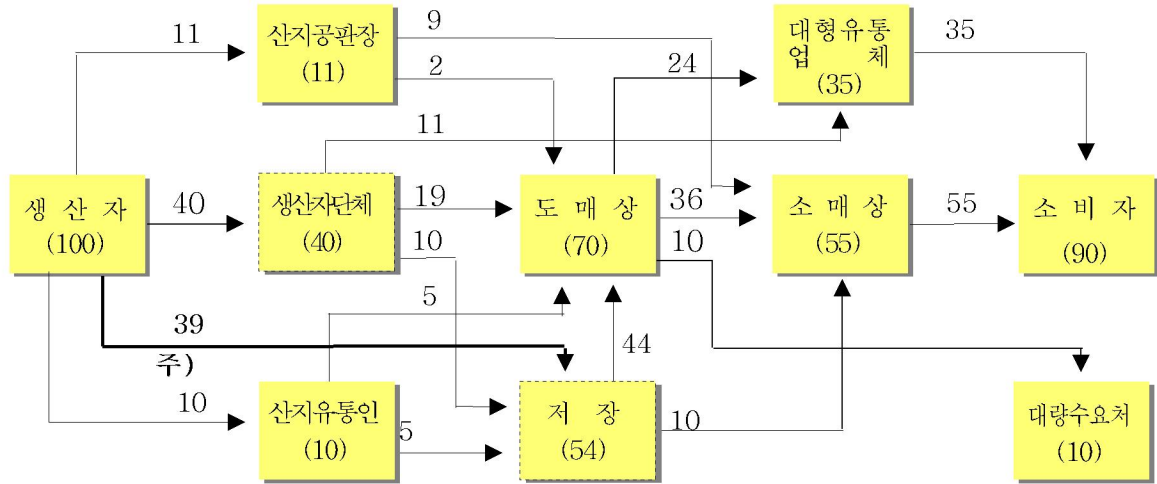 11
산지공판장
(11)
9
2
24
대형유통
업 체
(35)
35
11
생 산 자
(100)
40
생산자단체
(40)
19
10
도 매 상
(70)
36
10
소 매 상
(55)
55
소 비 자
(90)
39
주)
5
44
10
산지유통인
(10)
5
저 장
(54)
10
대량수요처
(10)